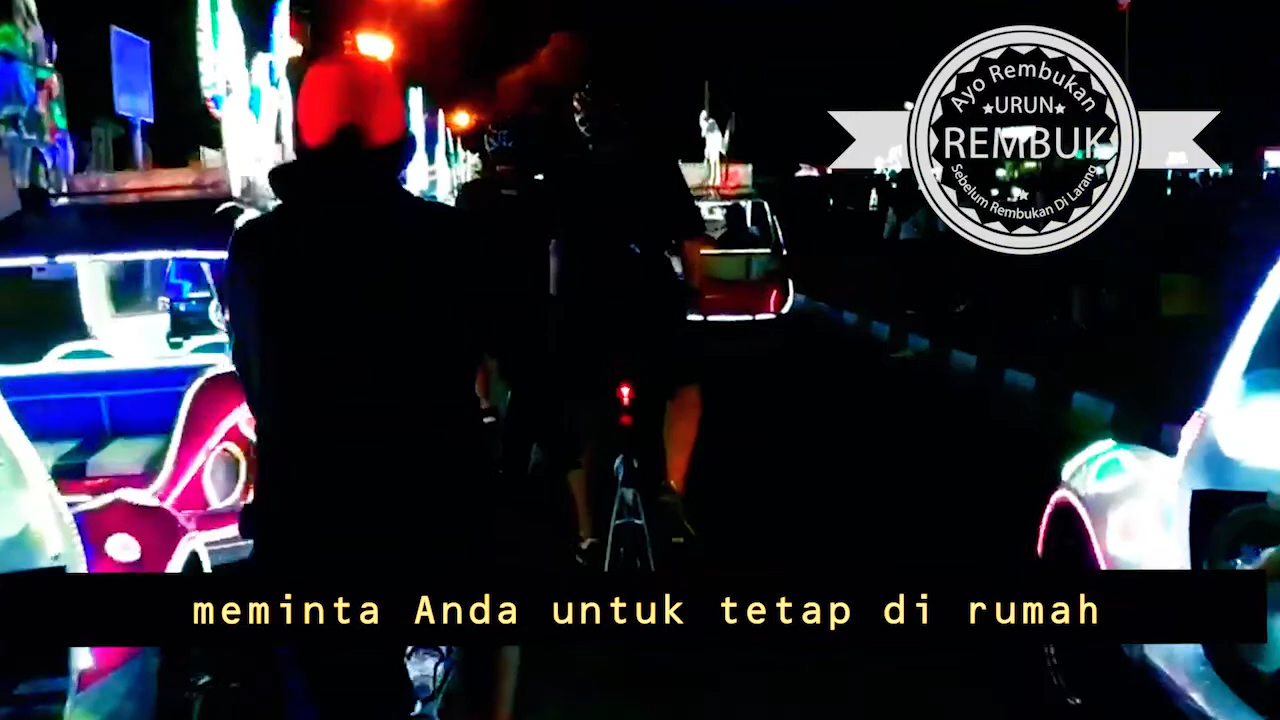 Ayo Rembukan
URUN
REMBUK
Sebelum Rembukan Di Larang
meminta Anda untuk tetap di rumah